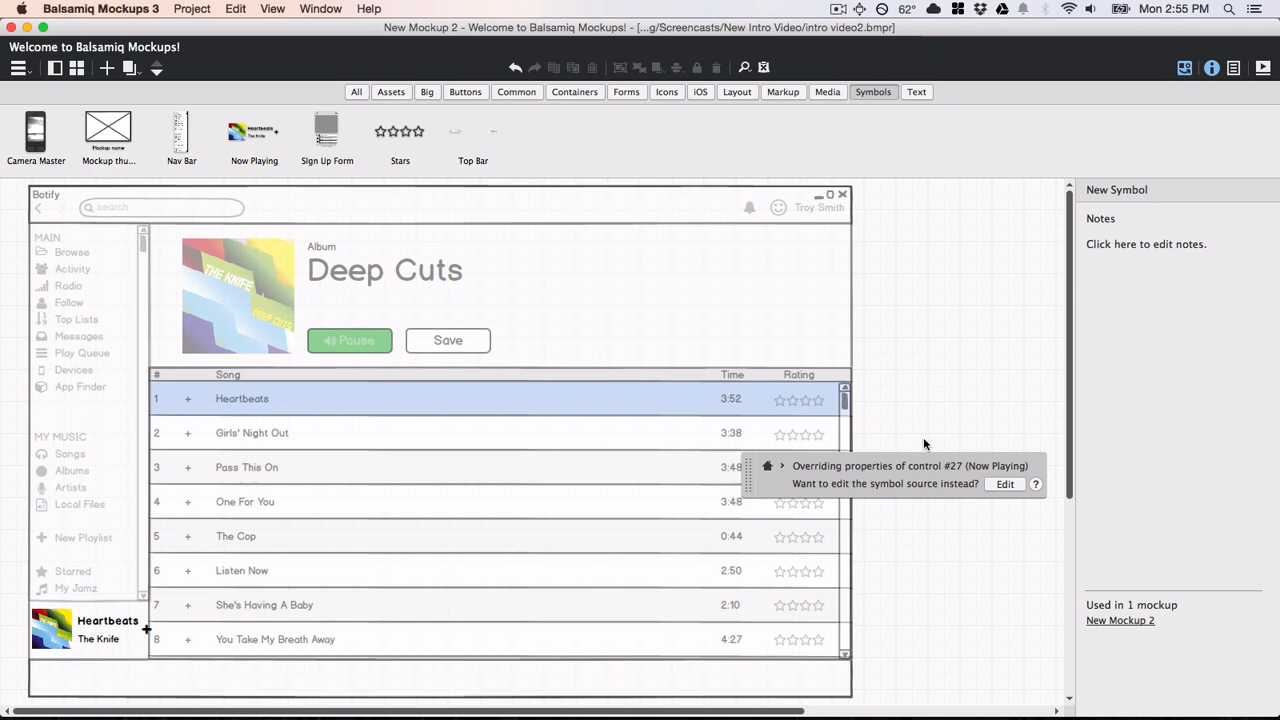 Balsamiq Mockups 3 Project Edit View Window Help 62° Mon 2:55 PM
New Mockup 2 - Welcome to Balsamiq Mockups! - [...g/Screencasts/New Intro Video/intro video2.bmpr]
Welcome to Balsamiq Mockups!
All Assets Big Buttons Common Containers Forms Icons iOS Layout Markup Media Symbols Text
Heartbeats
The Knife
Mockup name
Camera Master Mockup thu... Nav Bar Now Playing Sign Up Form Stars Top Bar
Botify
search
Troy Smith
MAIN
Browse
Activity
Radio
Follow
Top Lists
Messages
Play Queue
Devices
App Finder
MY MUSIC
Songs
Albums
Artists
Local Files
+ New Playlist
Starred
My Jamz
Heartbeats
The Knife
+
THE KNIFE
DEEP CUTS
Album
Deep Cuts
Pause Save
# Song Time Rating
1 + Heartbeats 3:52
2 + Girls' Night Out 3:38
3 + Pass This On 3:48
4 + One For You 3:48
5 + The Cop 0:44
6 + Listen Now 2:50
7 + She's Having A Baby 2:10
8 + You Take My Breath Away 4:27
Overriding properties of control #27 (Now Playing)
Want to edit the symbol source instead? Edit ?
New Symbol
Notes
Click here to edit notes.
Used in 1 mockup
New Mockup 2